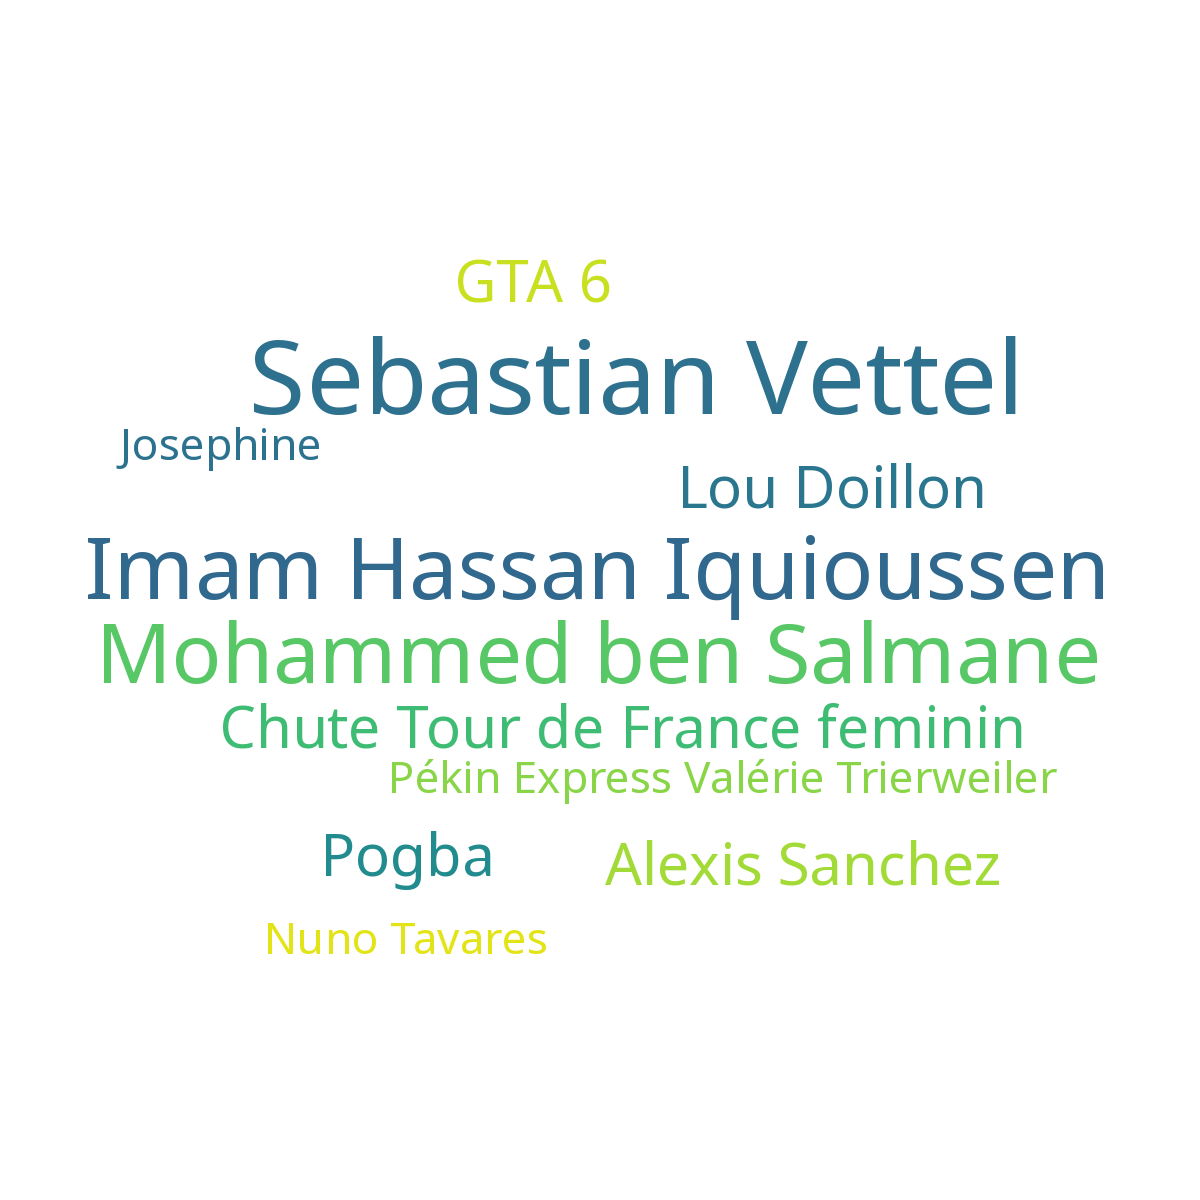 GTA 6
Sebastian Vettel
Josephine
Lou Doillon
Imam Hassan Iquioussen
Mohammed ben Salmane
Chute Tour de France feminin
Pékin Express Valérie Trierweiler
Pogba
Alexis Sanchez
Nuno Tavares